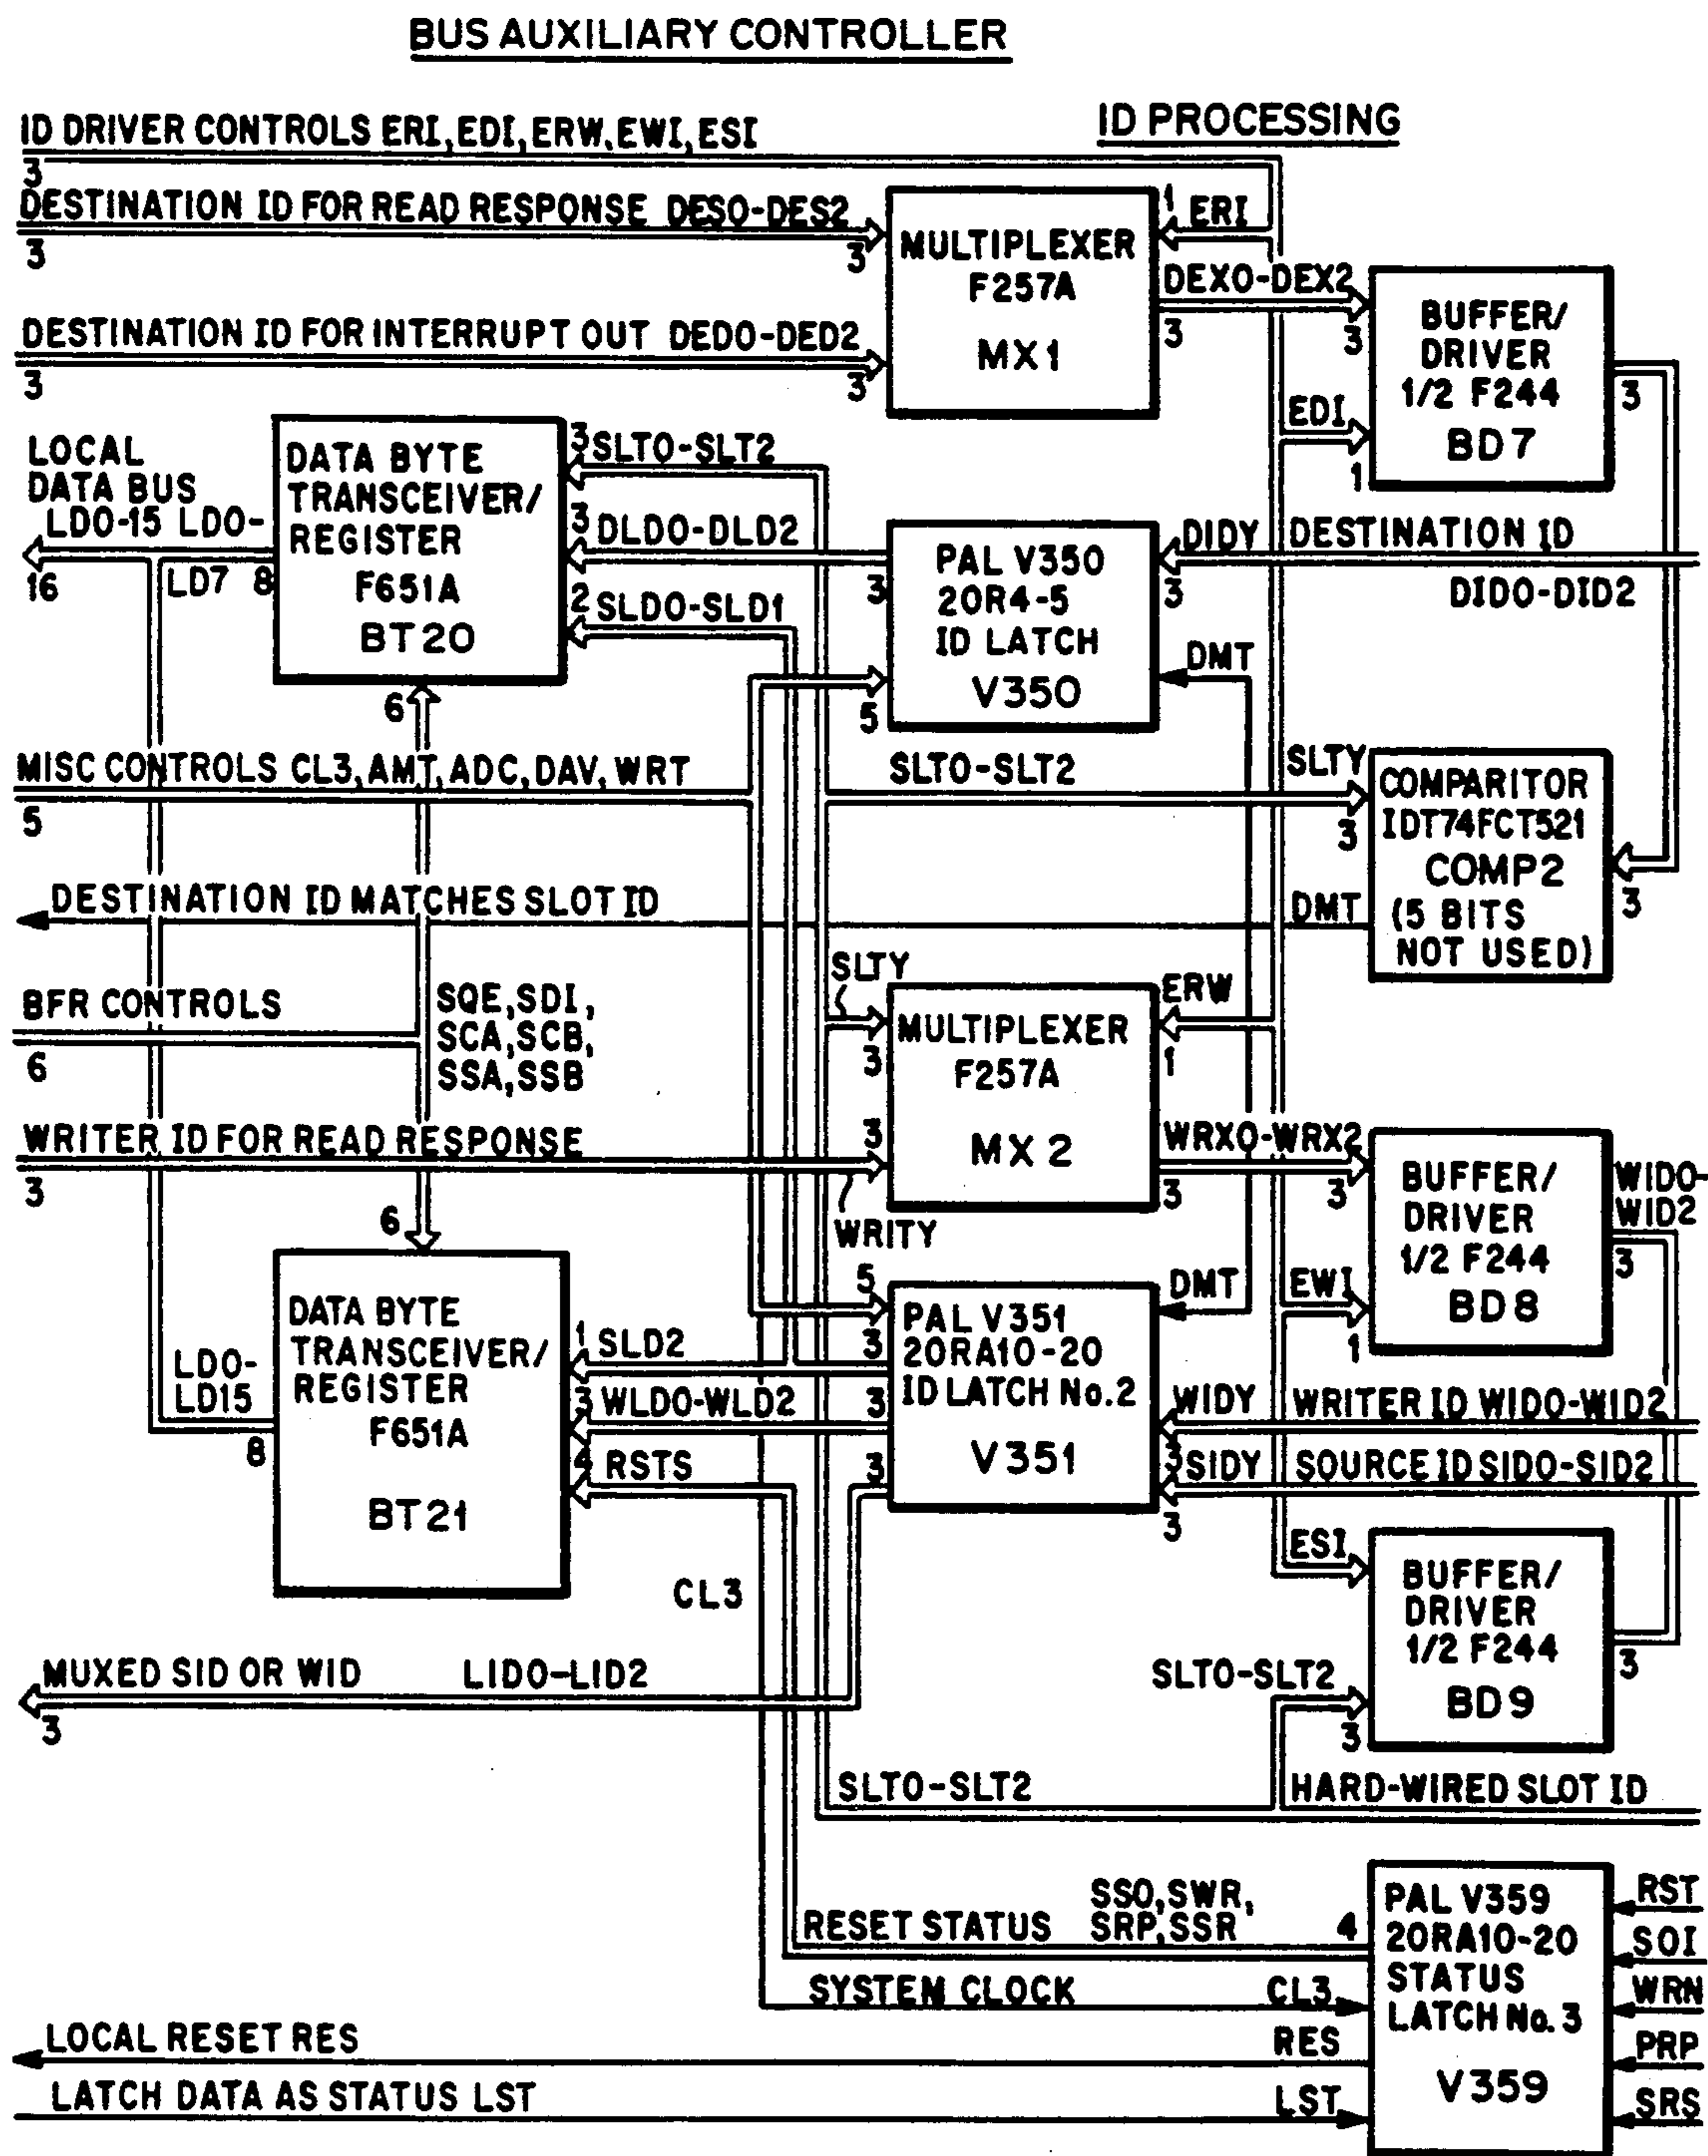 BUS AUXILIARY CONTROLLER
ID PROCESSING
ID DRIVER CONTROLS ERI,EDI,ERW,EWI,ESI
3
DESTINATION ID FOR READ RESPONSE DES0-DES2
3
3
MULTIPLEXER
F257A
MX1
1
ERI
DEX0-DEX2
3
3
DESTINATION ID FOR INTERRUPT OUT DED0-DED2
3
3
BUFFER/
DRIVER
1/2 F244
BD7
3
EDI
1
LOCAL
DATA BUS
LD0-15 LD0-
16
LD7
8
DATA BYTE
TRANSCEIVER/
REGISTER
F651A
BT20
3
SLT0-SLT2
3
DLD0-DLD2
2
SLD0-SLD1
6
PAL V350
20R4-5
ID LATCH
V350
3
5
DIDY
3
DESTINATION ID
DID0-DID2
DMT
MISC CONTROLS CL3,AMT,ADC,DAV,WRT
5
SLT0-SLT2
SLTY
3
COMPARITOR
IDT74FCT521
COMP2
(5 BITS
NOT USED)
3
DESTINATION ID MATCHES SLOT ID
DMT
BFR CONTROLS
6
SQE,SDI,
SCA,SCB,
SSA,SSB
SLTY
3
MULTIPLEXER
F257A
MX 2
ERW
1
WRITER ID FOR READ RESPONSE
3
3
WRITY
WRX0-WRX2
3
3
BUFFER/
DRIVER
1/2 F244
BD8
WID0-
WID2
3
EWI
1
6
DATA BYTE
TRANSCEIVER/
REGISTER
F651A
BT21
LD0-
LD15
8
1
SLD2
3
WLD0-WLD2
4
RSTS
5
3
3
3
PAL V351
20RA10-20
ID LATCH No.2
V351
DMT
WIDY
3
WRITER ID WID0-WID2
SIDY
3
SOURCE ID SID0-SID2
ESI
BUFFER/
DRIVER
1/2 F244
BD9
3
CL3
MUXED SID OR WID
LID0-LID2
3
SLT0-SLT2
3
SLT0-SLT2
HARD-WIRED SLOT ID
RESET STATUS
SSO,SWR,
SRP,SSR
4
PAL V359
20RA10-20
STATUS
LATCH No. 3
V359
RST
SOI
WRN
PRP
SRS
SYSTEM CLOCK
CL3
LOCAL RESET RES
RES
LATCH DATA AS STATUS LST
LST